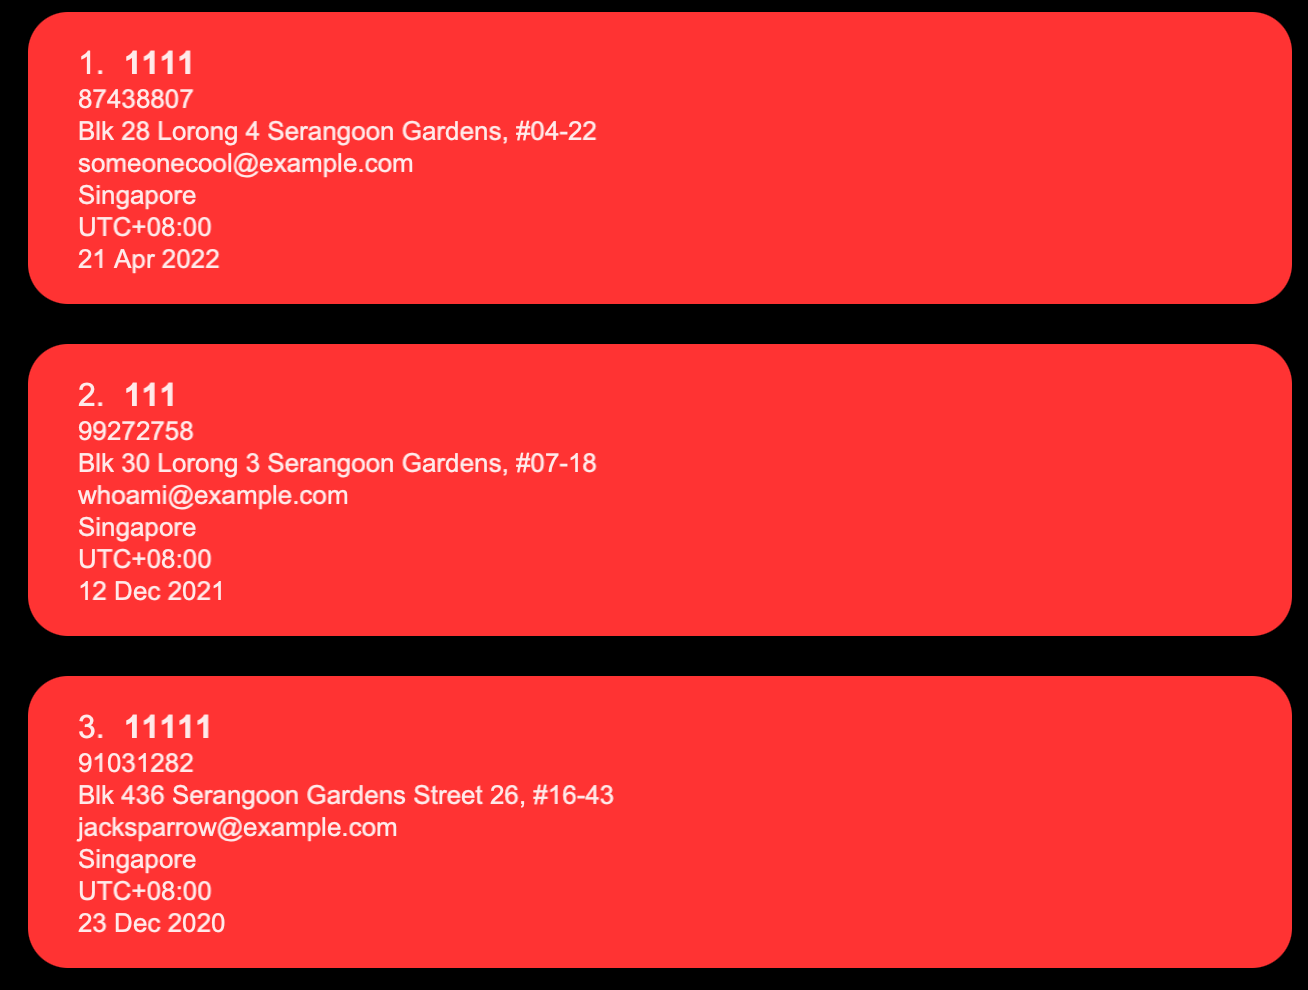 1. 1111
87438807
Blk 28 Lorong 4 Serangoon Gardens, #04-22
someonecool@example.com
Singapore
UTC+08:00
21 Apr 2022
2. 111
99272758
Blk 30 Lorong 3 Serangoon Gardens, #07-18
whoami@example.com
Singapore
UTC+08:00
12 Dec 2021
3. 11111
91031282
Blk 436 Serangoon Gardens Street 26, #16-43
jacksparrow@example.com
Singapore
UTC+08:00
23 Dec 2020